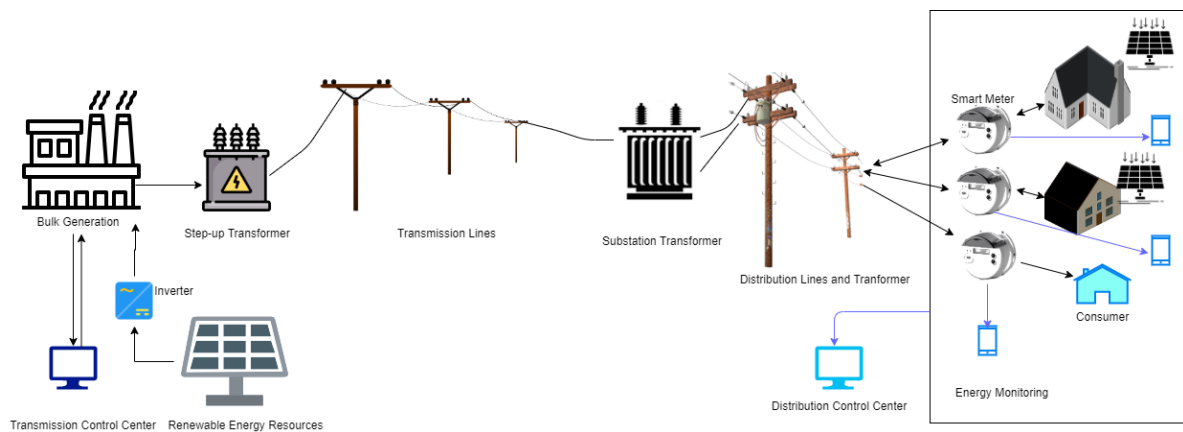 Smart Meter
Bulk Generation
Step-up Transformer
Transmission Lines
Substation Transformer
Distribution Lines and Tranformer
Inverter
Consumer
Energy Monitoring
Transmission Control Center
Renewable Energy Resources
Distribution Control Center